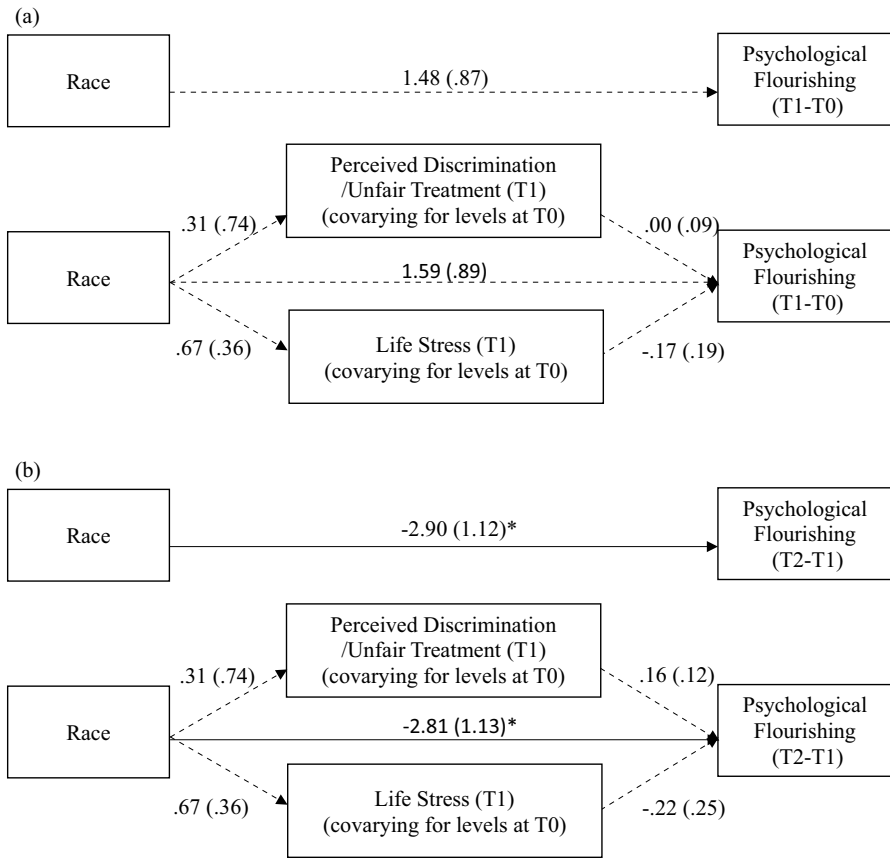 (a)
Race
1.48 (.87)
Psychological
Flourishing
(T1-T0)
Perceived Discrimination
/Unfair Treatment (T1)
(covarying for levels at T0)
.31 (.74)
.00 (.09)
Race
1.59 (.89)
Psychological
Flourishing
(T1-T0)
.67 (.36)
Life Stress (T1)
(covarying for levels at T0)
-.17 (.19)
(b)
Race
-2.90 (1.12)*
Psychological
Flourishing
(T2-T1)
Perceived Discrimination
/Unfair Treatment (T1)
(covarying for levels at T0)
.31 (.74)
.16 (.12)
Race
-2.81 (1.13)*
Psychological
Flourishing
(T2-T1)
.67 (.36)
Life Stress (T1)
(covarying for levels at T0)
-.22 (.25)